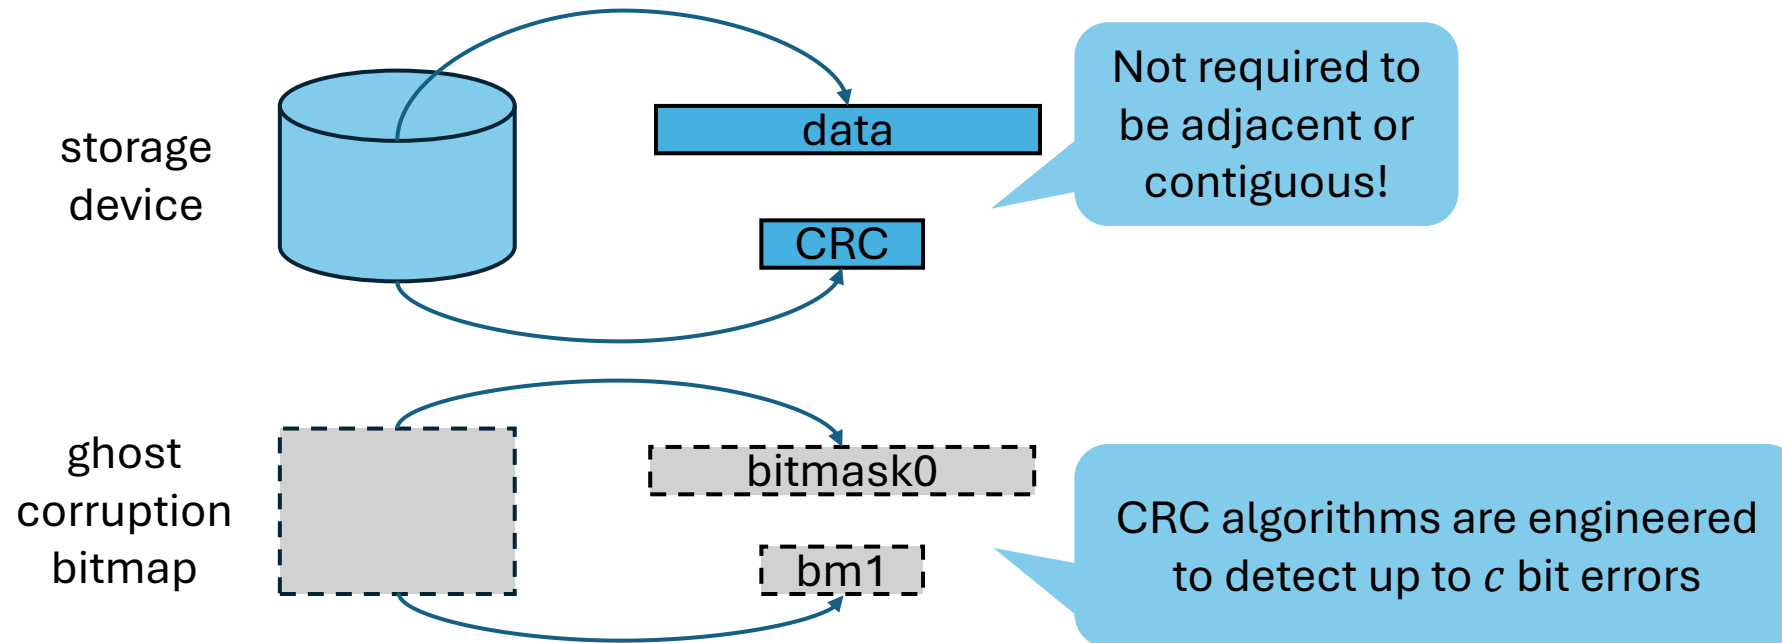 storage
device
data
CRC
Not required to
be adjacent or
contiguous!
ghost
corruption
bitmap
bitmask0
bm1
CRC algorithms are engineered
to detect up to c bit errors